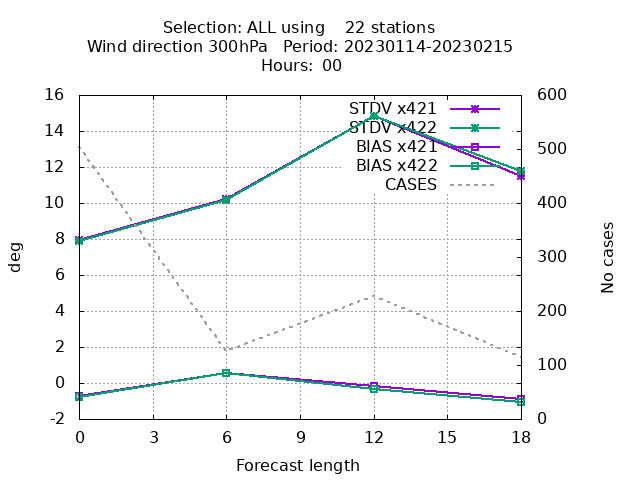 Selection: ALL using    22 stations
Wind direction 300hPa   Period: 20230114-20230215
Hours: 00
STDV x421
STDV x422
BIAS x421
BIAS x422
CASES
16
14
12
10
8
6
4
2
0
-2
600
500
400
300
200
100
0
deg
No cases
0 3 6 9 12 15 18
Forecast length